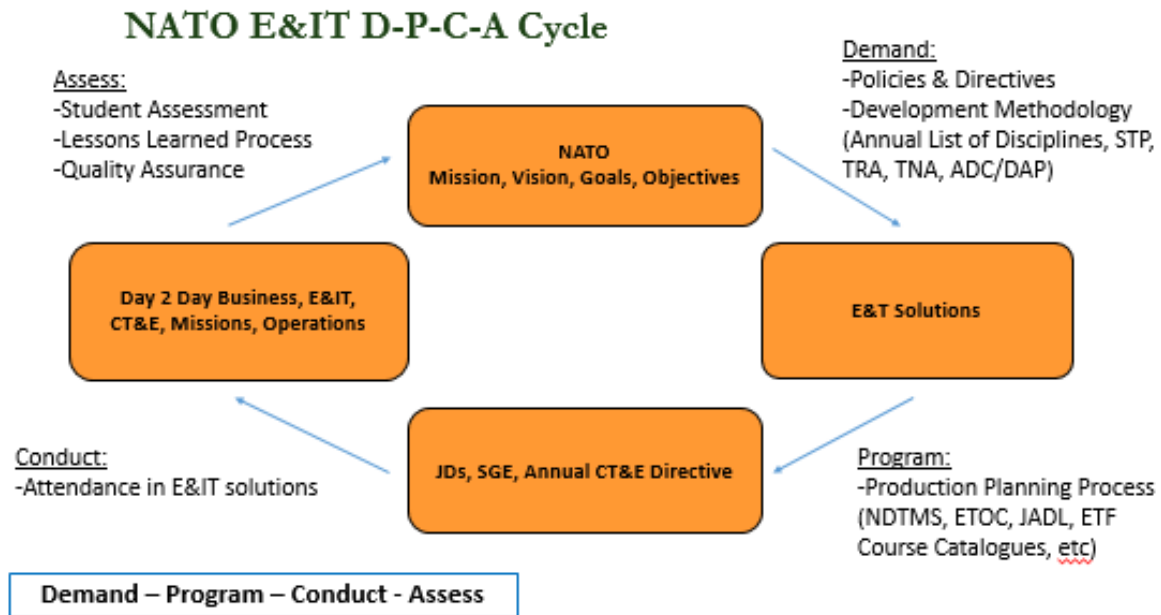 NATO E&IT D-P-C-A Cycle
Assess:
-Student Assessment
-Lessons Learned Process
-Quality Assurance
NATO
Mission, Vision, Goals, Objectives
Demand:
-Policies & Directives
-Development Methodology
(Annual List of Disciplines, STP,
TRA, TNA, ADC/DAP)
Day 2 Day Business, E&IT,
CT&E, Missions, Operations
E&T Solutions
Conduct:
-Attendance in E&IT solutions
JDs, SGE, Annual CT&E Directive
Program:
-Production Planning Process
(NDTMS, ETOC, JADL, ETF
Course Catalogues, etc)
Demand – Program – Conduct - Assess